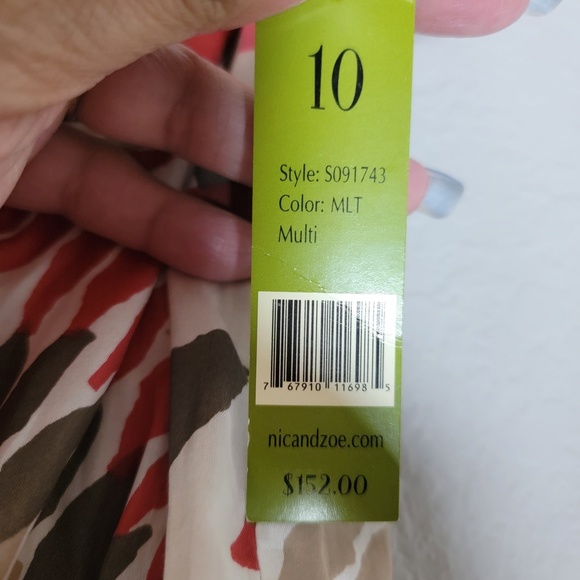 10
Style: S091743
Color: MLT
Multi
7 67910 11698 5
nicandzoe.com
$152.00